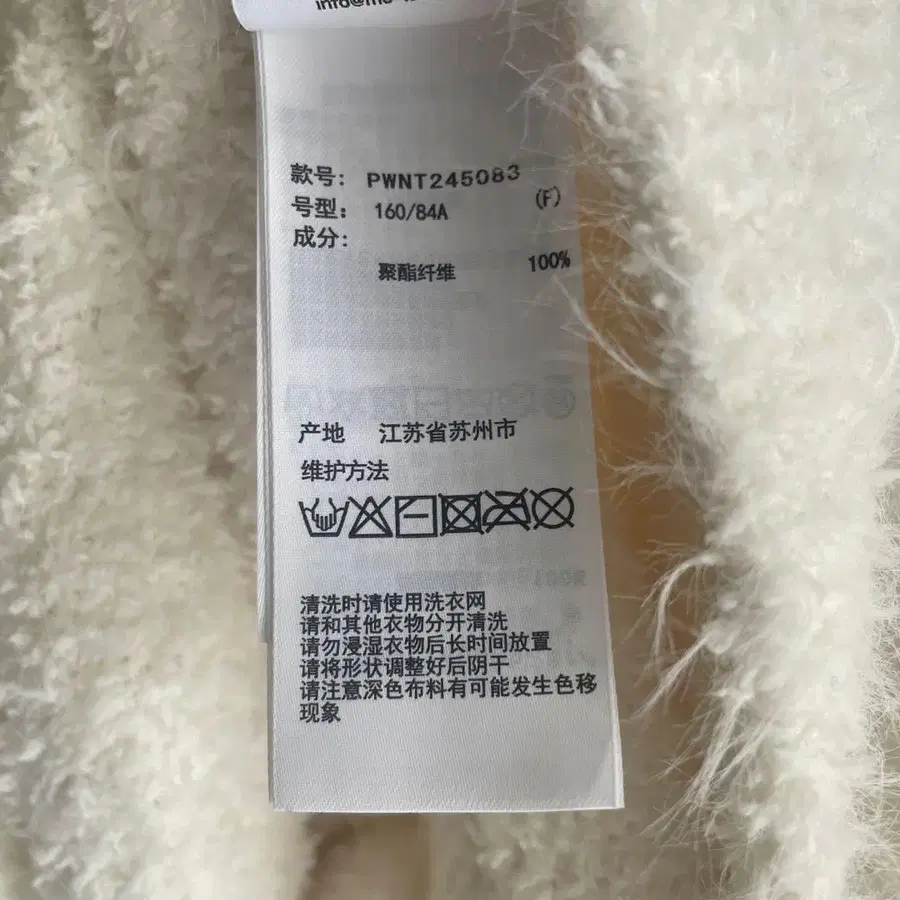 款号: PWNT245083
号型: 160/84A (F)
成分:
聚酯纤维 100%
产地 江苏省苏州市
维护方法
清洗时请使用洗衣网
请和其他衣物分开清洗
请勿浸湿衣物后长时间放置
请将形状调整好后阴干
请注意深色布料有可能发生色移
现象